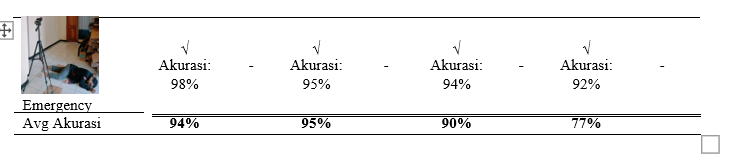 √ √ √ √
Akurasi: - Akurasi: - Akurasi: - Akurasi: -
98% 95% 94% 92%
Emergency
Avg Akurasi 94% 95% 90% 77%